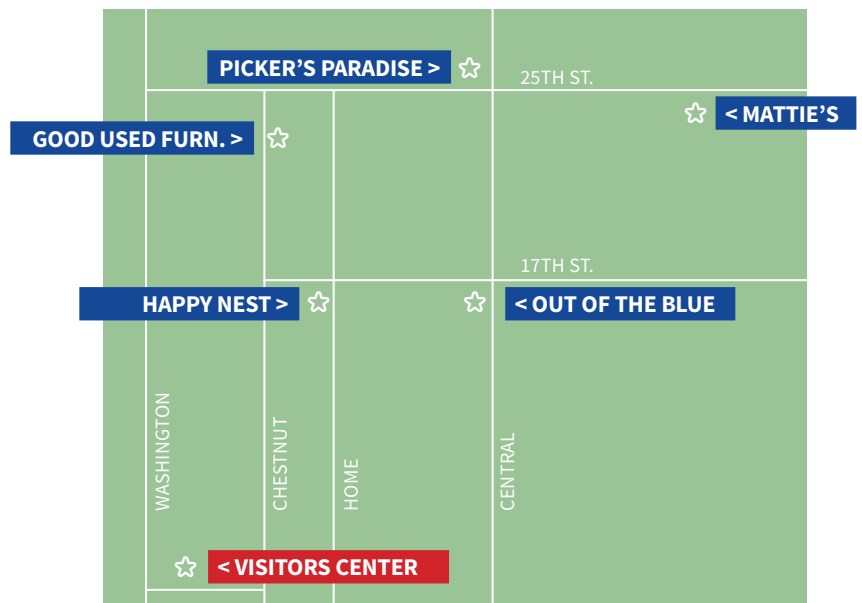 PICKER'S PARADISE >
25TH ST.
< MATTIE'S
GOOD USED FURN. >
17TH ST.
HAPPY NEST >
< OUT OF THE BLUE
WASHINGTON
CHESTNUT
HOME
CENTRAL
< VISITORS CENTER